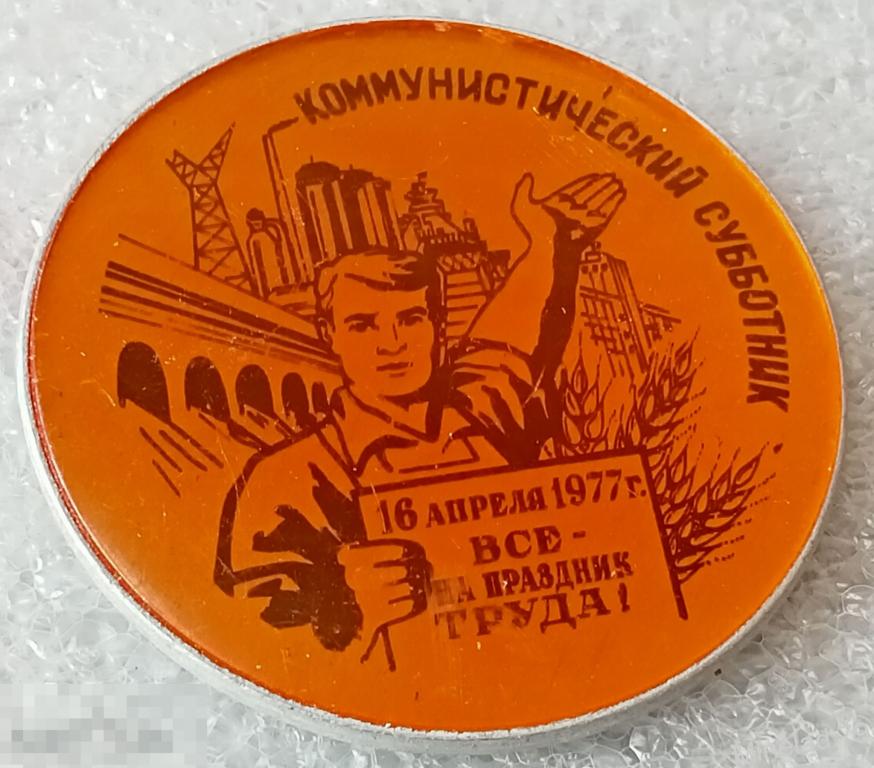 КОММУНИСТИЧЕСКИЙ СУББОТНИК
16 АПРЕЛЯ 1977 г.
ВСЕ -
НА ПРАЗДНИК
ТРУДА!